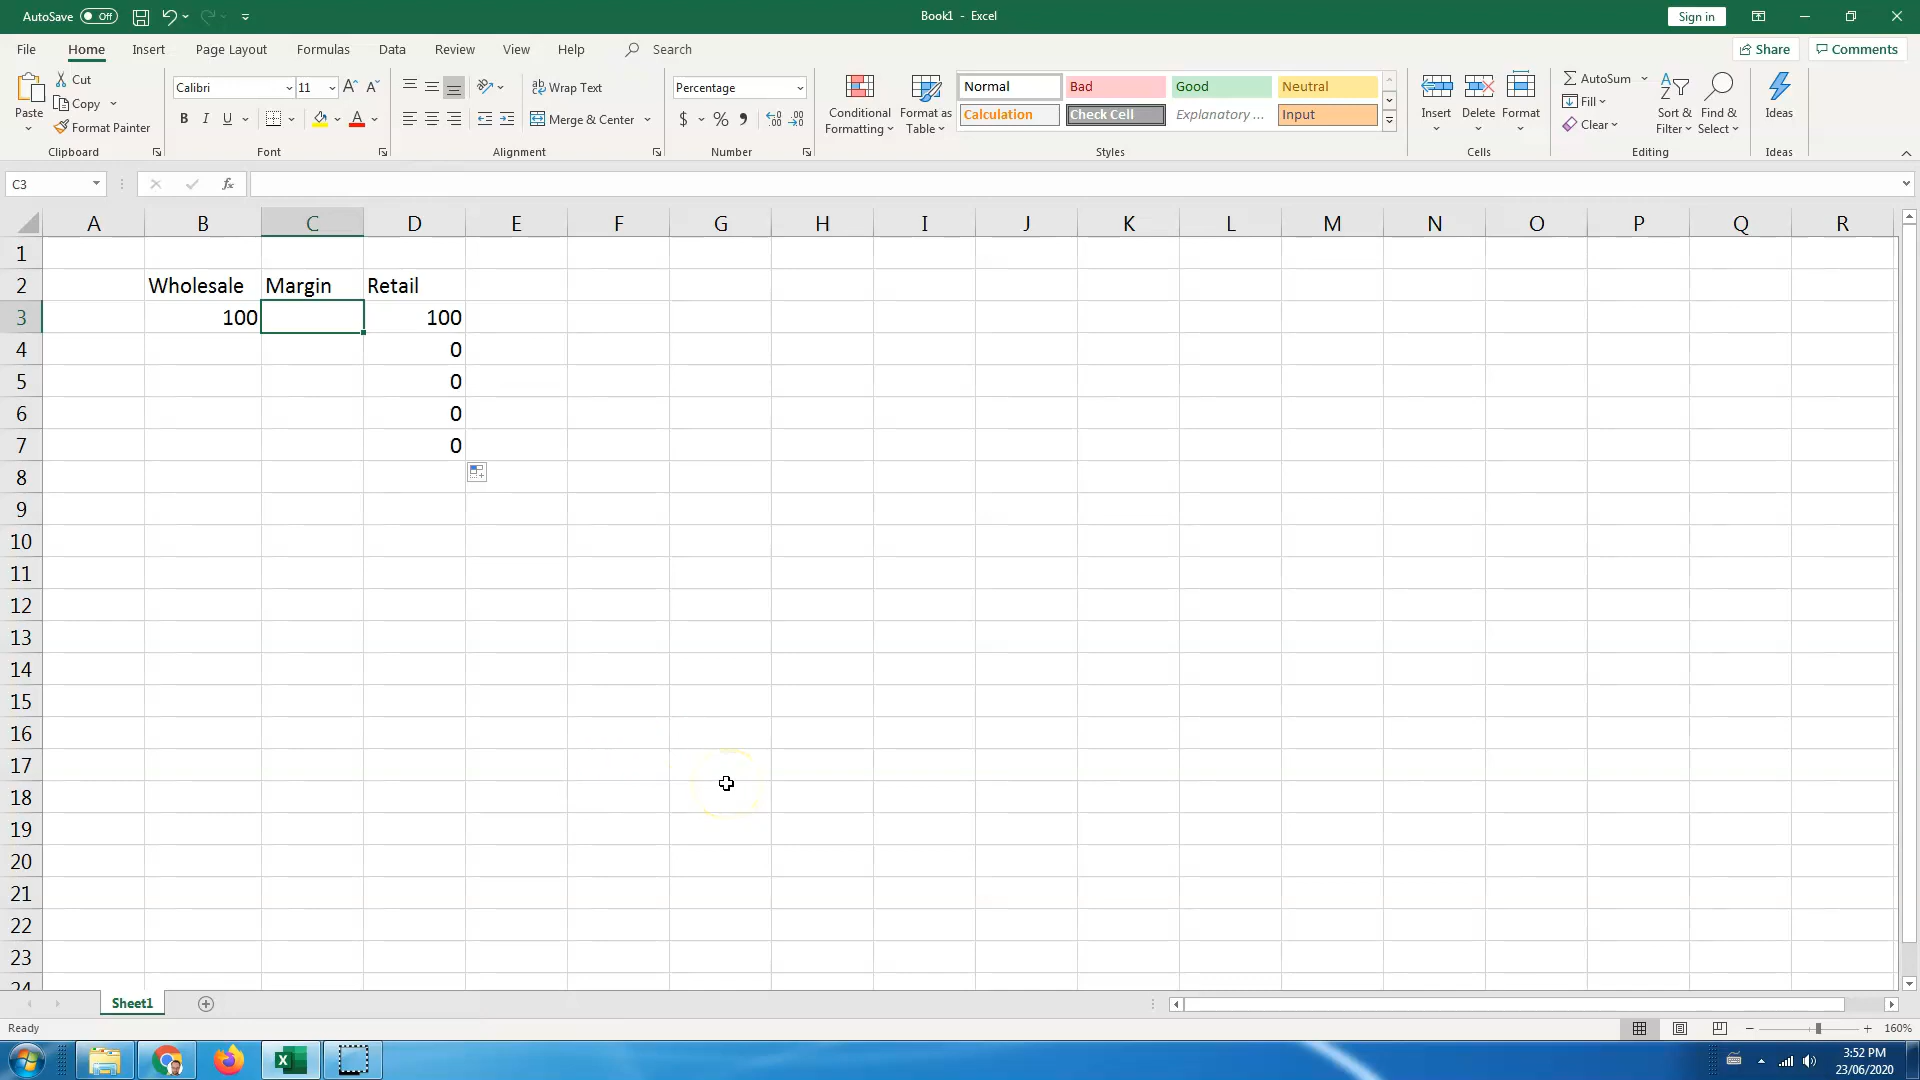 AutoSave Off Book1 - Excel Sign in
File Home Insert Page Layout Formulas Data Review View Help Search Share Comments
Paste Cut Copy Format Painter
Clipboard
Calibri 11
B I U A
Font
Wrap Text
Merge & Center
Alignment
Percentage
$ %
Number
Conditional Formatting
Format as Table
Normal Bad Good Neutral
Calculation Check Cell Explanatory ... Input
Styles
Insert Delete Format
Cells
AutoSum
Fill
Clear
Sort & Filter
Find & Select
Editing
Ideas
Ideas
C3 fx
A B C D E F G H I J K L M N O P Q R
1
2 Wholesale Margin Retail
3 100 100
4 0
5 0
6 0
7 0
8
9
10
11
12
13
14
15
16
17
18
19
20
21
22
23
24
Sheet1
Ready 160%
3:52 PM
23/06/2020